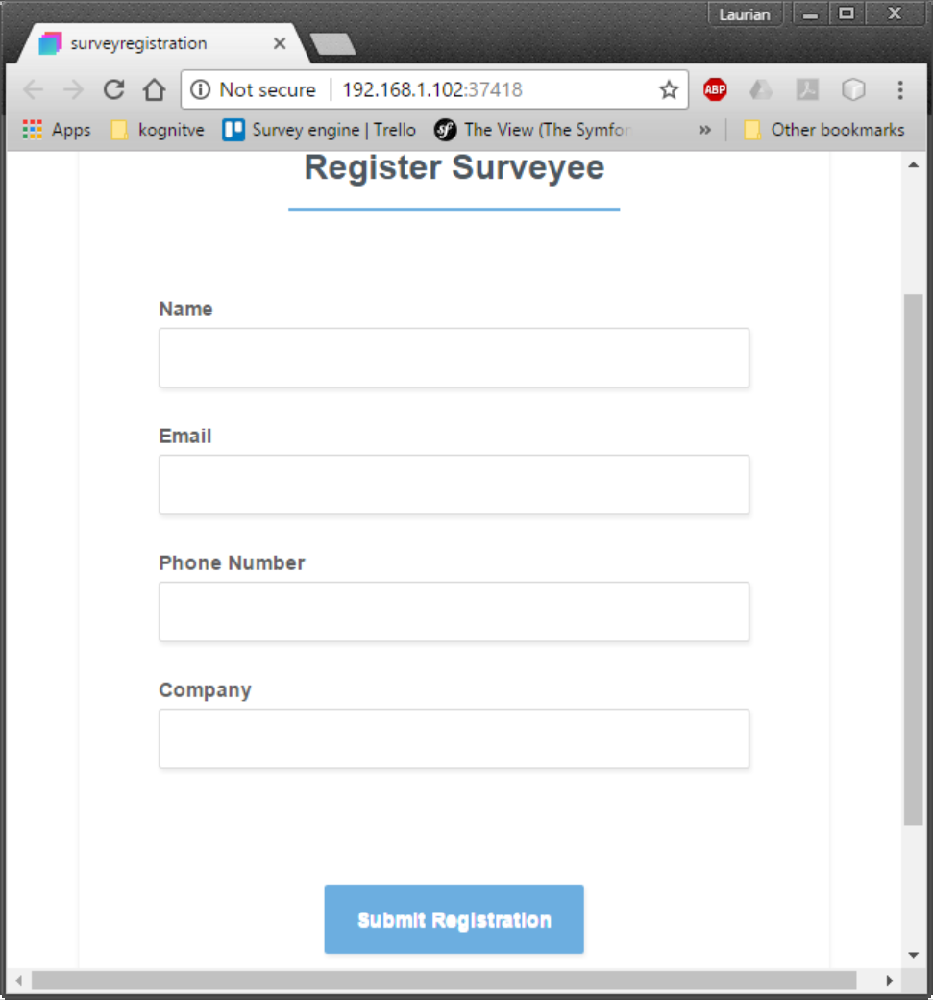 Laurian
surveyregistration
Not secure 192.168.1.102:37418
ABP
Apps kognitve Survey engine | Trello sf The View (The Symfon » Other bookmarks
Register Surveyee
Name
Email
Phone Number
Company
Submit Registration